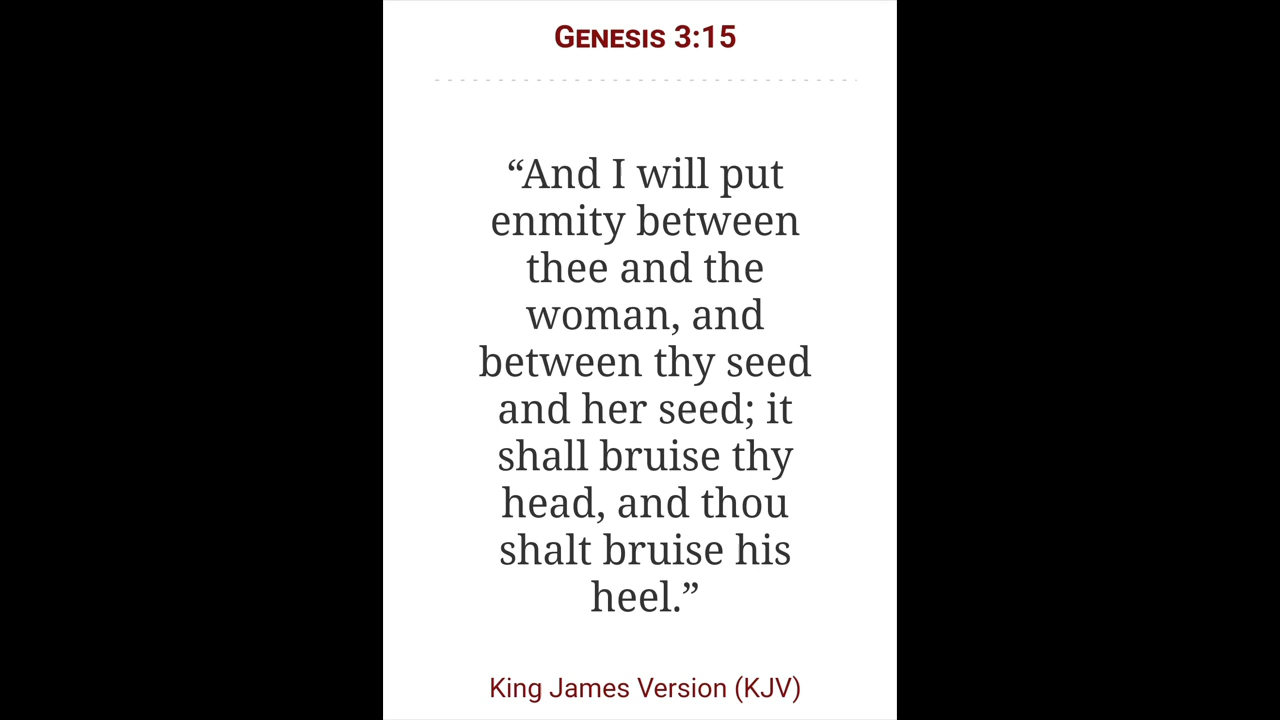 GENESIS 3:15
“And I will put
enmity between
thee and the
woman, and
between thy seed
and her seed; it
shall bruise thy
head, and thou
shalt bruise his
heel.”
King James Version (KJV)